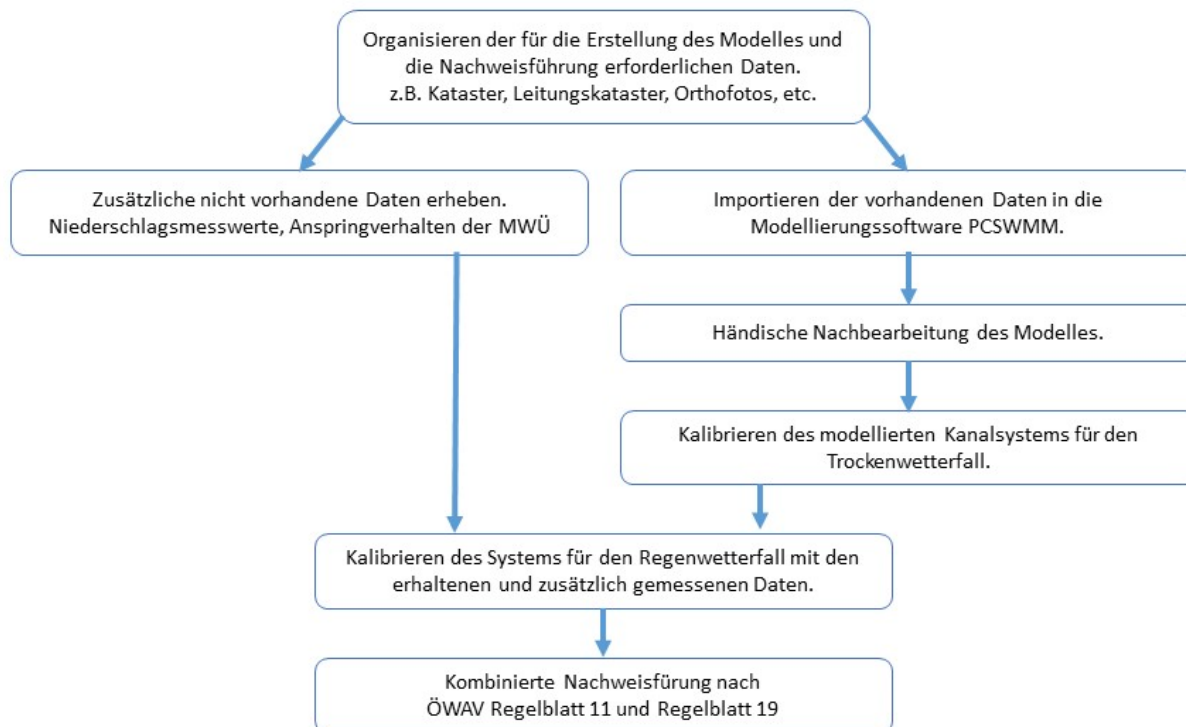 Organisieren der für die Erstellung des Modelles und
die Nachweisführung erforderlichen Daten.
z.B. Kataster, Leitungskataster, Orthofotos, etc.
Zusätzliche nicht vorhandene Daten erheben.
Niederschlagsmesswerte, Anspringverhalten der MWÜ
Importieren der vorhandenen Daten in die
Modellierungssoftware PCSWMM.
Händische Nachbearbeitung des Modelles.
Kalibrieren des modellierten Kanalsystems für den
Trockenwetterfall.
Kalibrieren des Systems für den Regenwetterfall mit den
erhaltenen und zusätzlich gemessenen Daten.
Kombinierte Nachweisfürung nach
ÖWAV Regelblatt 11 und Regelblatt 19